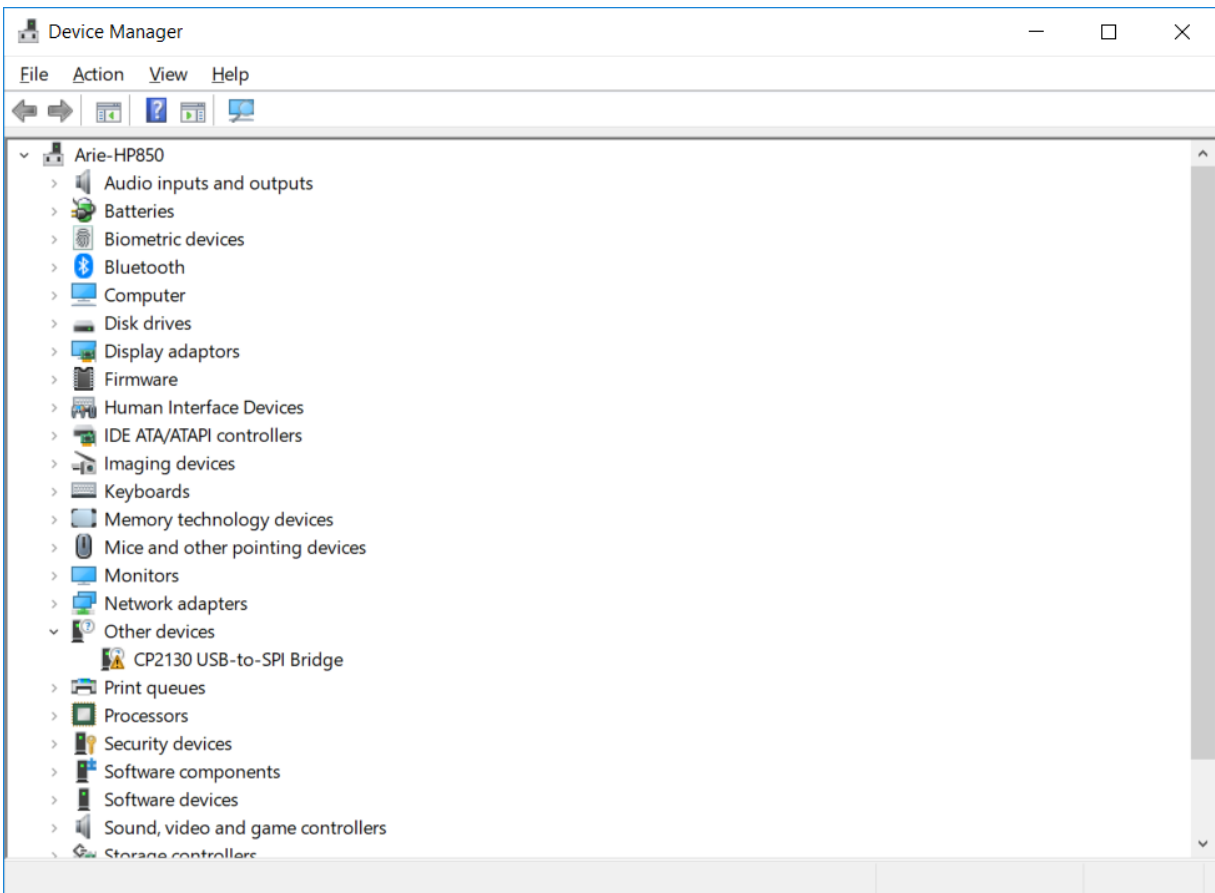 Device Manager
File Action View Help
Arie-HP850
Audio inputs and outputs
Batteries
Biometric devices
Bluetooth
Computer
Disk drives
Display adaptors
Firmware
Human Interface Devices
IDE ATA/ATAPI controllers
Imaging devices
Keyboards
Memory technology devices
Mice and other pointing devices
Monitors
Network adapters
Other devices
CP2130 USB-to-SPI Bridge
Print queues
Processors
Security devices
Software components
Software devices
Sound, video and game controllers
Storage controllers